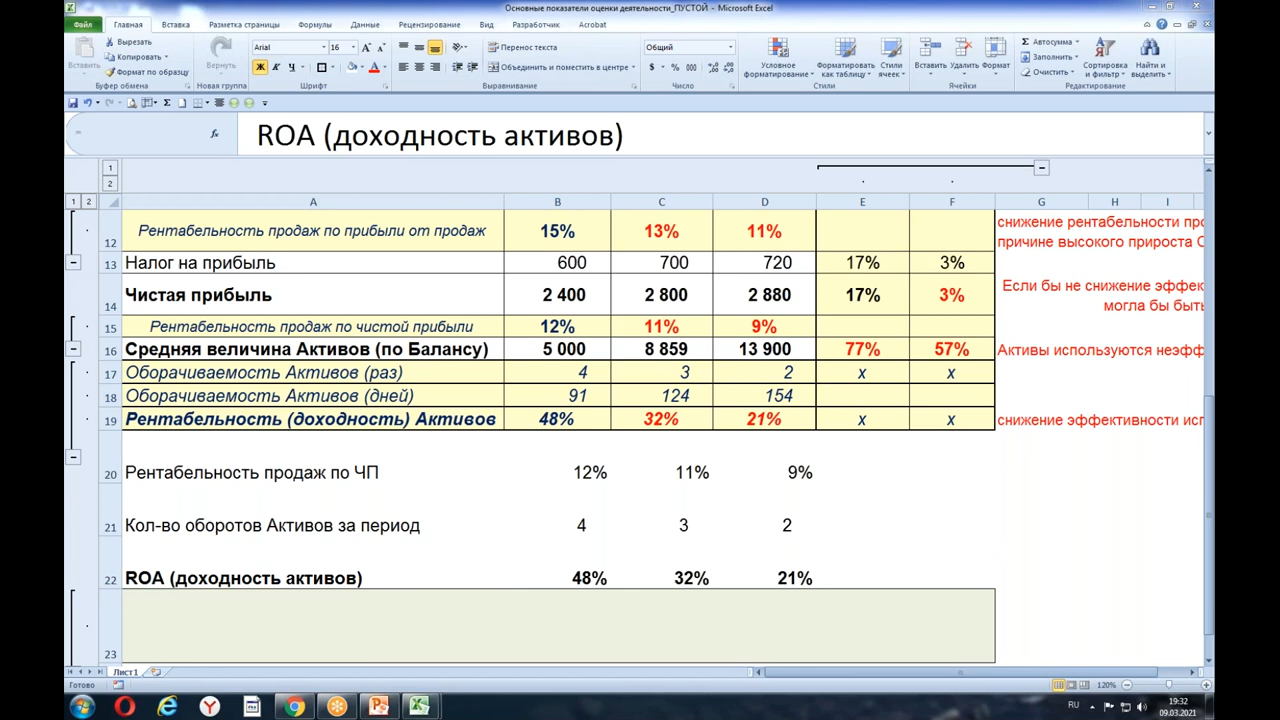 Основные показатели оценки деятельности_ПУСТОЙ - Microsoft Excel
Файл Главная Вставка Разметка страницы Формулы Данные Рецензирование Вид Разработчик Acrobat
Вставить Вырезать Копировать Формат по образцу Буфер обмена
Вернуть Новая группа
Arial 16 Ж К Ч Шрифт
Перенос текста Объединить и поместить в центре Выравнивание
Общий % 000 Число
Условное форматирование Форматировать как таблицу Стили ячеек Стили
Вставить Удалить Формат Ячейки
Автосумма Заполнить Очистить Сортировка и фильтр Найти и выделить Редактирование
fx ROA (доходность активов)
1
2
1 2 A B C D E F G H I
12 Рентабельность продаж по прибыли от продаж 15% 13% 11% снижение рентабельности про
причине высокого прироста С
13 Налог на прибыль 600 700 720 17% 3%
14 Чистая прибыль 2 400 2 800 2 880 17% 3% Если бы не снижение эффек
могла бы быть
15 Рентабельность продаж по чистой прибыли 12% 11% 9%
16 Средняя величина Активов (по Балансу) 5 000 8 859 13 900 77% 57% Активы используются неэфф
17 Оборачиваемость Активов (раз) 4 3 2 x x
18 Оборачиваемость Активов (дней) 91 124 154
19 Рентабельность (доходность) Активов 48% 32% 21% x x снижение эффективности исп
20 Рентабельность продаж по ЧП 12% 11% 9%
21 Кол-во оборотов Активов за период 4 3 2
22 ROA (доходность активов) 48% 32% 21%
23
Лист1
Готово 120%
RU 19:32
09.03.2021